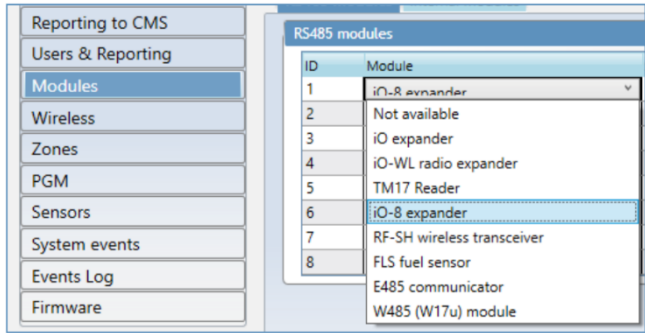 Reporting to CMS
Users & Reporting
Modules
Wireless
Zones
PGM
Sensors
System events
Events Log
Firmware
RS485 modules
ID Module
1 iO-8 expander
2 Not available
3 iO expander
4 iO-WL radio expander
5 TM17 Reader
6 iO-8 expander
7 RF-SH wireless transceiver
8 FLS fuel sensor
E485 communicator
W485 (W17u) module